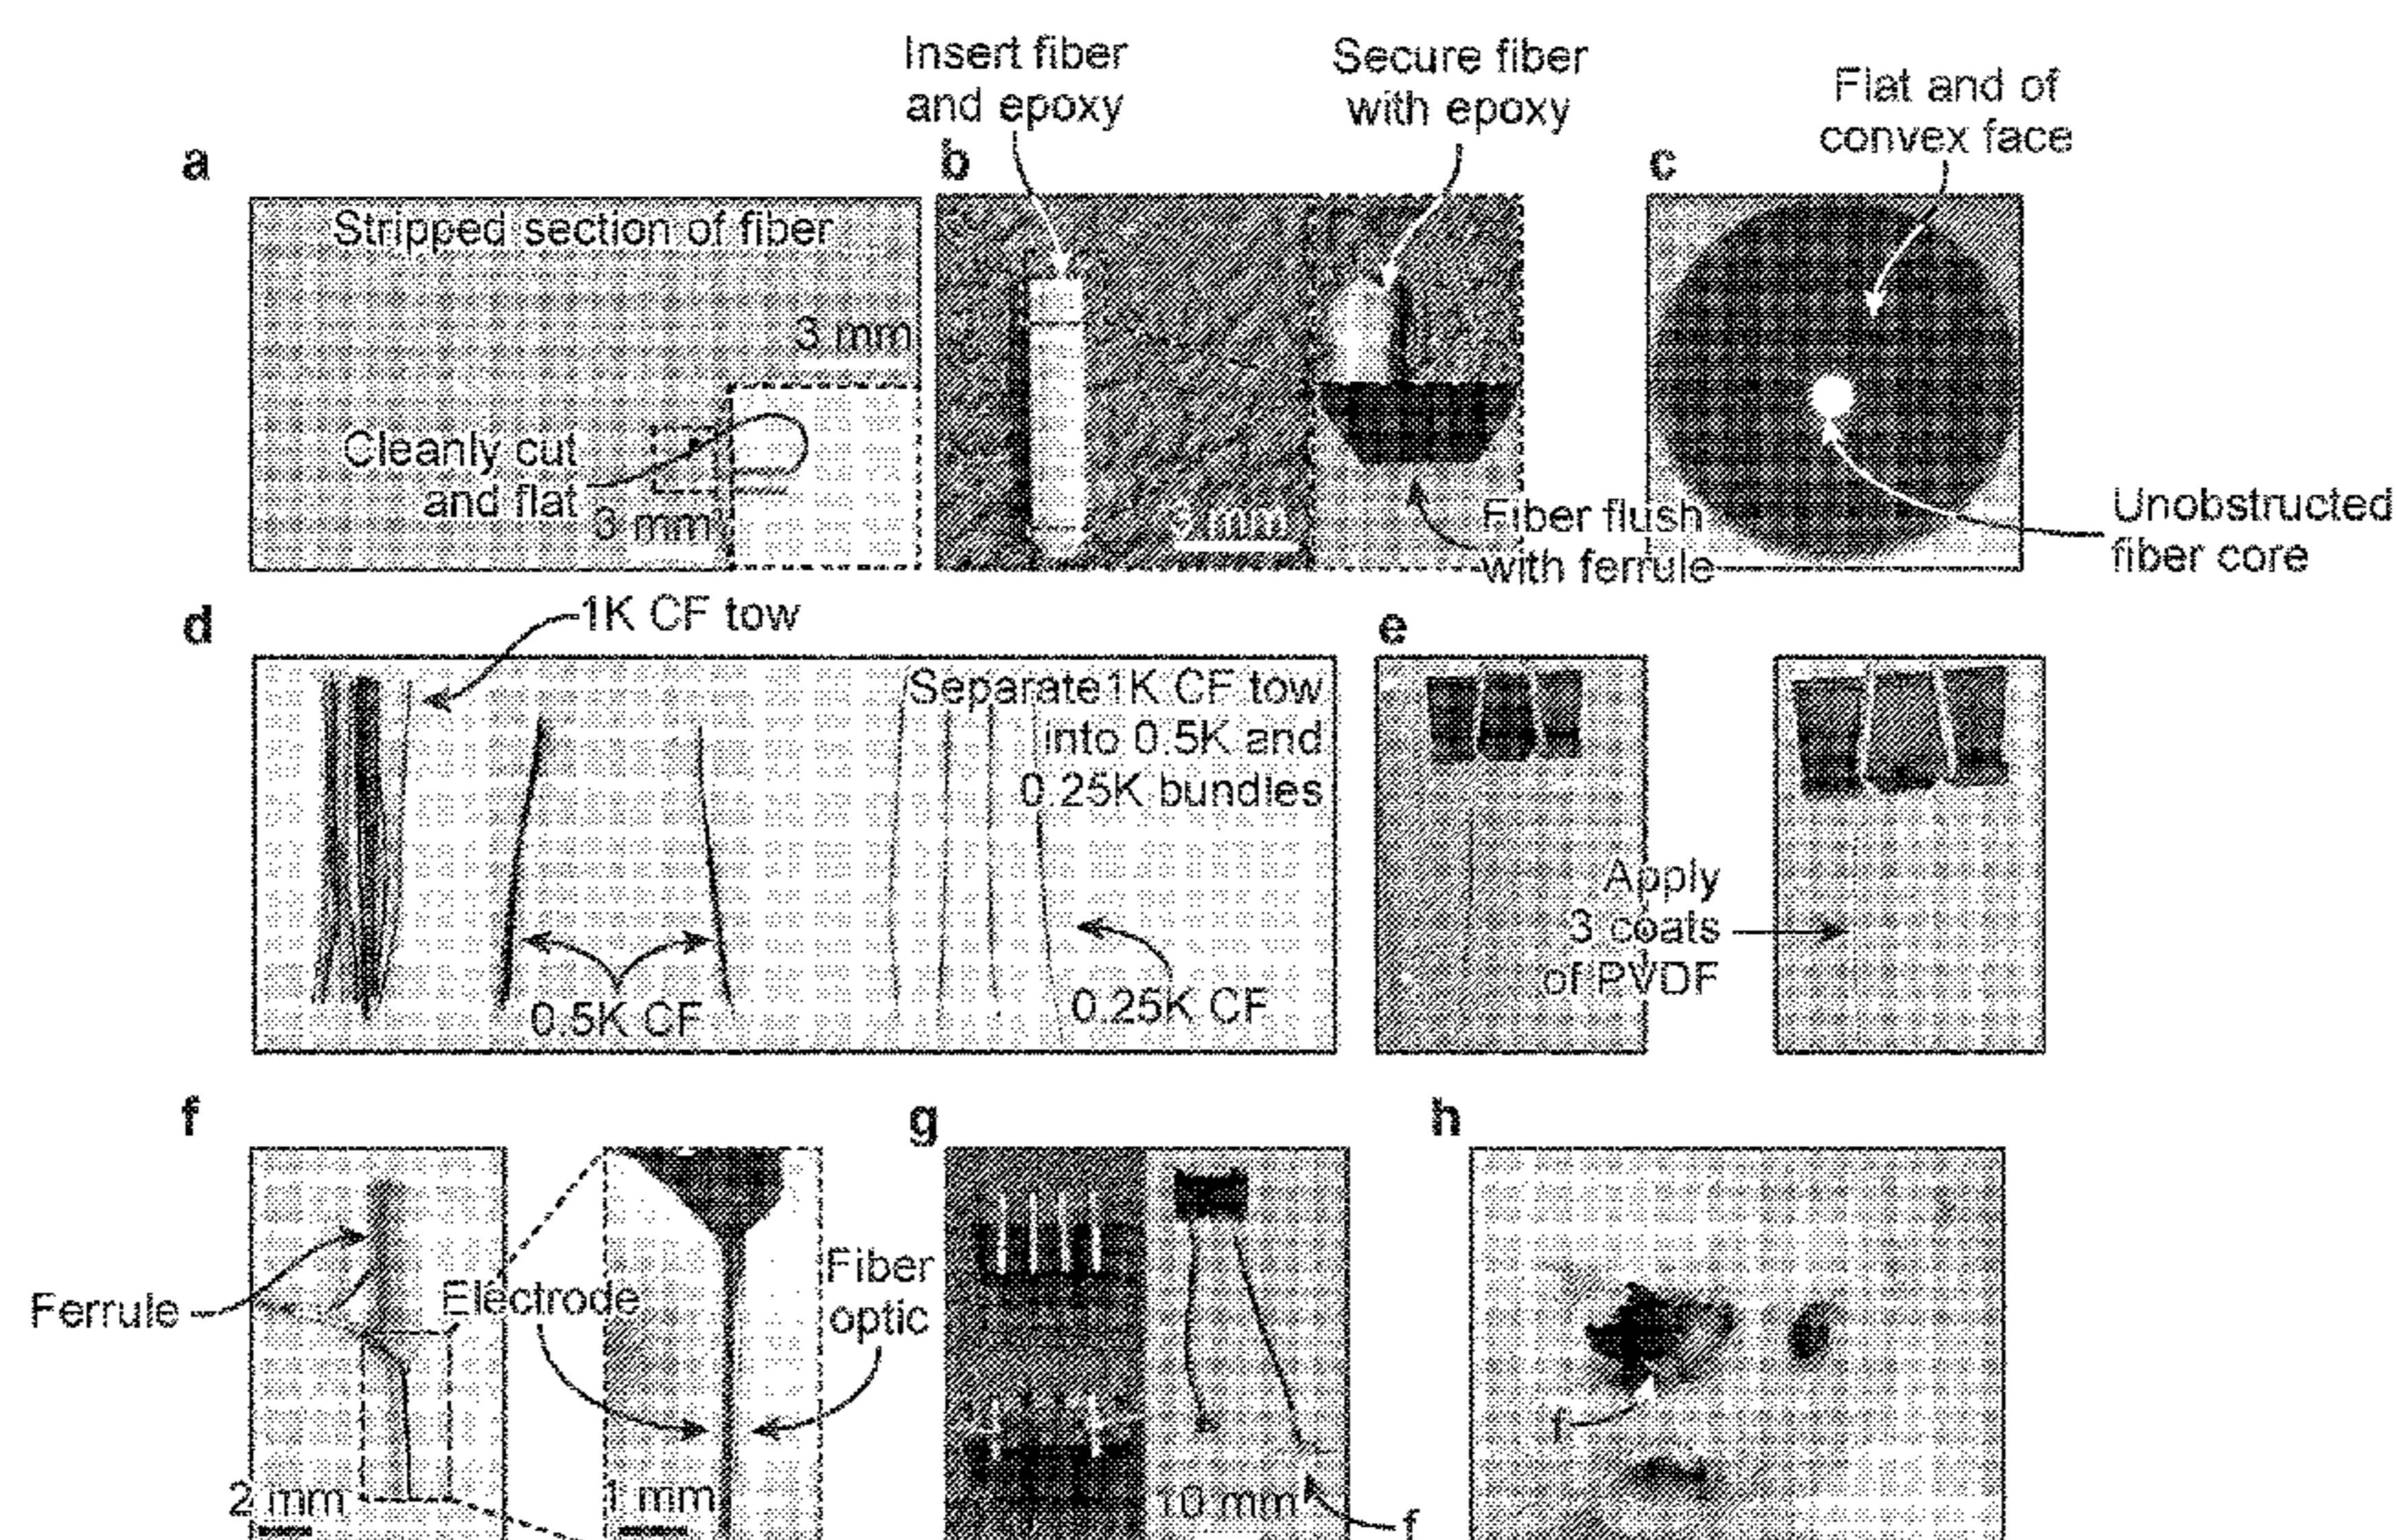 Insert fiber
and epoxy
Secure fiber
with epoxy
Flat and of
convex face
a
b
c
Stripped section of fiber
3 mm
Cleanly cut
and flat
3 mm
3 mm
Fiber flush
with ferrule
Unobstructed
fiber core
d
1K CF tow
e
Separate1K CF tow
into 0.5K and
0.25K bundles
0.5K CF
0.25K CF
Apply
3 coats
of PVDF
f
g
h
Ferrule
Electrode
Fiber
optic
2 mm
1 mm
10 mm
f
f